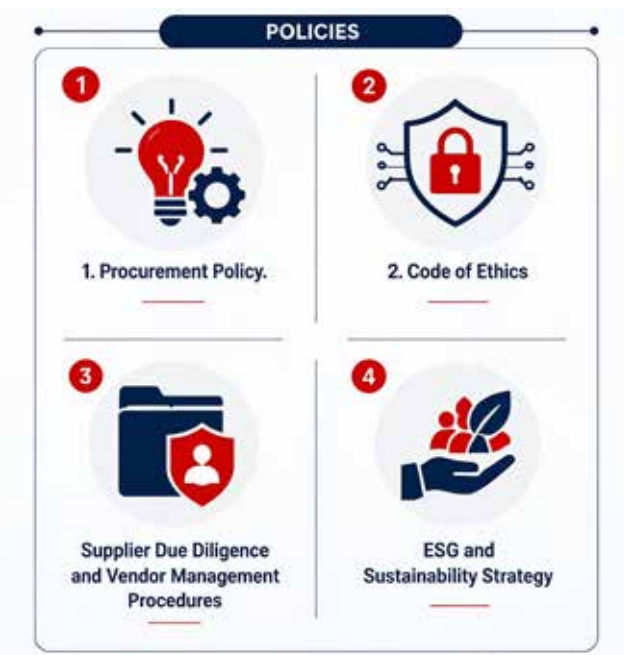 POLICIES
1
2
1. Procurement Policy.
2. Code of Ethics
3
4
Supplier Due Diligence
and Vendor Management
Procedures
ESG and
Sustainability Strategy